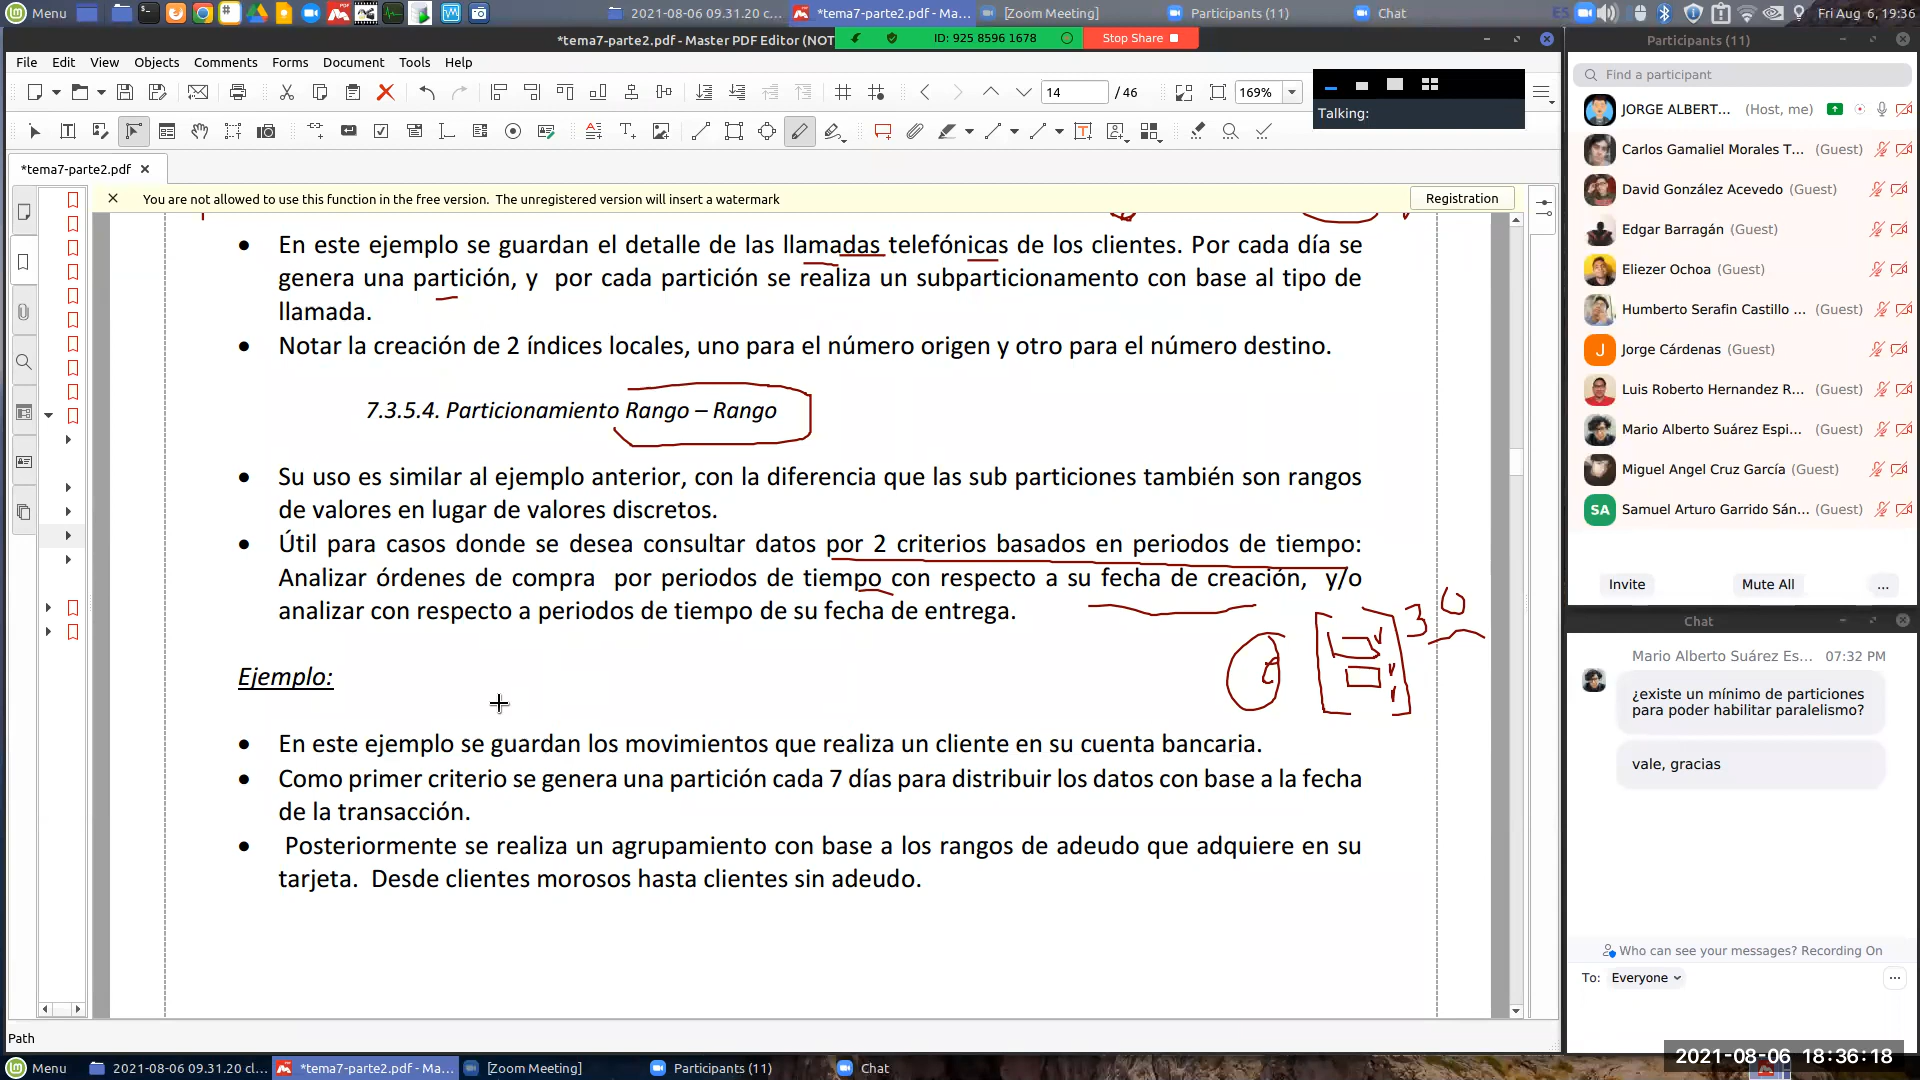 Menu
2021-08-06 09.31.20 c...
*tema7-parte2.pdf - Ma...
[Zoom Meeting]
Participants (11)
Chat
ES
Fri Aug 6, 19:36
*tema7-parte2.pdf - Master PDF Editor (NOT
ID: 925 8596 1678
Stop Share
File Edit View Objects Comments Forms Document Tools Help
14 / 46
169%
Talking:
*tema7-parte2.pdf
You are not allowed to use this function in the free version. The unregistered version will insert a watermark
Registration
En este ejemplo se guardan el detalle de las llamadas telefónicas de los clientes. Por cada día se
genera una partición, y por cada partición se realiza un subparticionamento con base al tipo de
llamada.
Notar la creación de 2 índices locales, uno para el número origen y otro para el número destino.
7.3.5.4. Particionamiento Rango – Rango
Su uso es similar al ejemplo anterior, con la diferencia que las sub particiones también son rangos
de valores en lugar de valores discretos.
Útil para casos donde se desea consultar datos por 2 criterios basados en periodos de tiempo:
Analizar órdenes de compra por periodos de tiempo con respecto a su fecha de creación, y/o
analizar con respecto a periodos de tiempo de su fecha de entrega.
Ejemplo:
En este ejemplo se guardan los movimientos que realiza un cliente en su cuenta bancaria.
Como primer criterio se genera una partición cada 7 días para distribuir los datos con base a la fecha
de la transacción.
Posteriormente se realiza un agrupamiento con base a los rangos de adeudo que adquiere en su
tarjeta. Desde clientes morosos hasta clientes sin adeudo.
Path
Participants (11)
Find a participant
JORGE ALBERT... (Host, me)
Carlos Gamaliel Morales T... (Guest)
David González Acevedo (Guest)
Edgar Barragán (Guest)
Eliezer Ochoa (Guest)
Humberto Serafin Castillo ... (Guest)
J Jorge Cárdenas (Guest)
Luis Roberto Hernandez R... (Guest)
Mario Alberto Suárez Espi... (Guest)
Miguel Angel Cruz García (Guest)
SA Samuel Arturo Garrido Sán... (Guest)
Invite
Mute All
...
Chat
Mario Alberto Suárez Es... 07:32 PM
¿existe un mínimo de particiones
para poder habilitar paralelismo?
vale, gracias
Who can see your messages? Recording On
To: Everyone
Menu
2021-08-06 09.31.20 cl...
*tema7-parte2.pdf - Ma...
[Zoom Meeting]
Participants (11)
Chat
2021-08-06 18:36:18